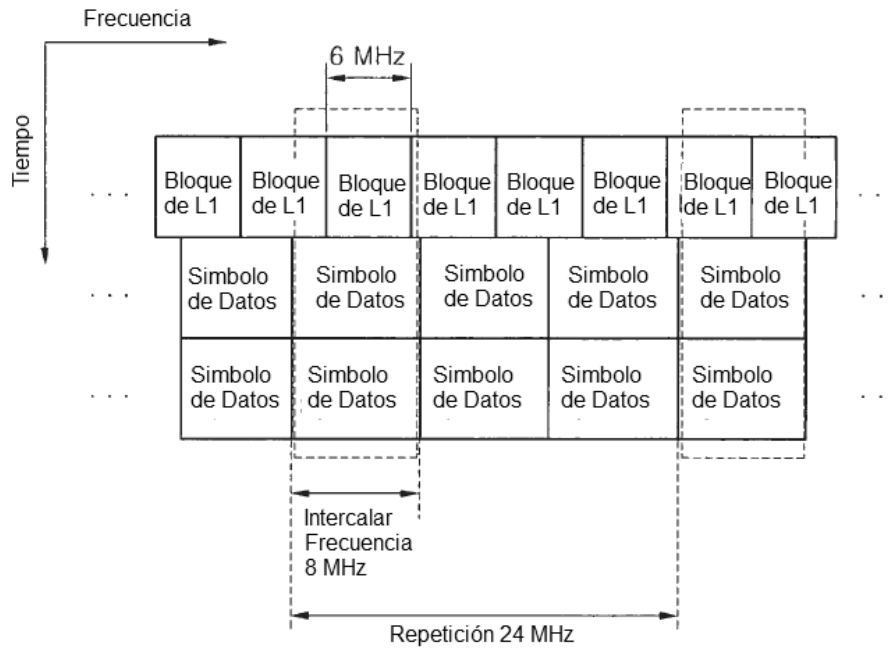 Frecuencia
6 MHz
Tiempo
. . . Bloque Bloque Bloque Bloque Bloque Bloque Bloque Bloque . . .
de L1 de L1 de L1 de L1 de L1 de L1 de L1 de L1
. . . Simbolo Simbolo Simbolo Simbolo Simbolo . . .
de Datos de Datos de Datos de Datos de Datos
. . . Simbolo Simbolo Simbolo Simbolo Simbolo . . .
de Datos de Datos de Datos de Datos de Datos
Intercalar
Frecuencia
8 MHz
Repetición 24 MHz